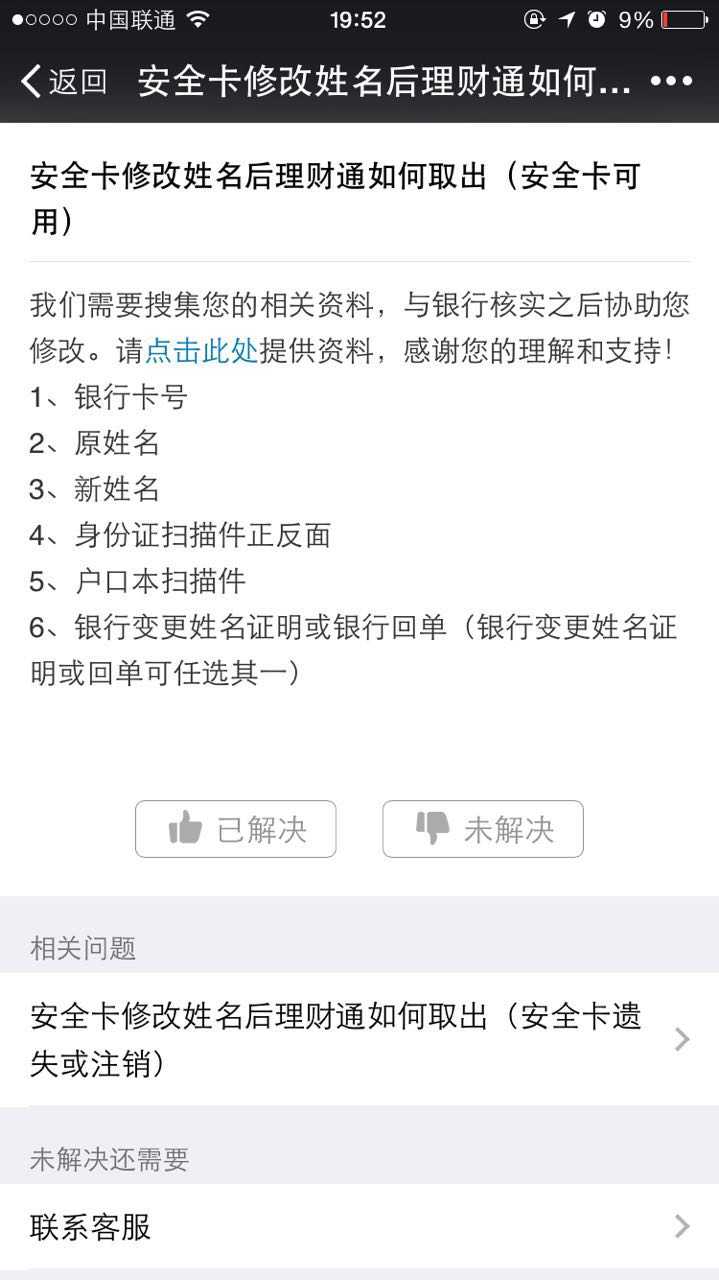 中国联通 19:52 9%
返回 安全卡修改姓名后理财通如何...
安全卡修改姓名后理财通如何取出（安全卡可
用）
我们需要搜集您的相关资料，与银行核实之后协助您
修改。请点击此处提供资料，感谢您的理解和支持！
1、银行卡号
2、原姓名
3、新姓名
4、身份证扫描件正反面
5、户口本扫描件
6、银行变更姓名证明或银行回单（银行变更姓名证
明或回单可任选其一）
已解决 未解决
相关问题
安全卡修改姓名后理财通如何取出（安全卡遗
失或注销）
未解决还需要
联系客服